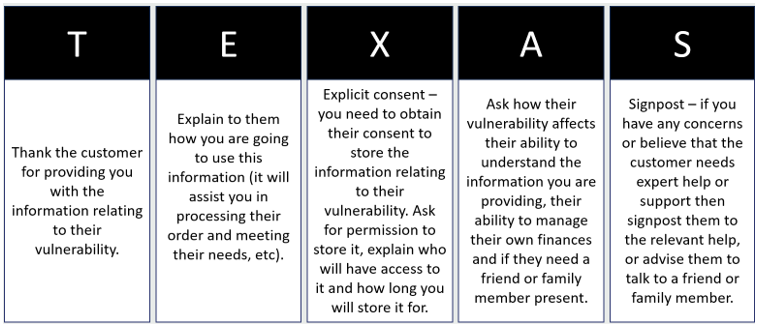 T
Thank the customer
for providing you
with the
information relating
to their
vulnerability.
E
Explain to them
how you are going
to use this
information (it will
assist you in
processing their
order and meeting
their needs, etc).
X
Explicit consent –
you need to obtain
their consent to
store the
information relating
to their
vulnerability. Ask
for permission to
store it, explain who
will have access to
it and how long you
will store it for.
A
Ask how their
vulnerability affects
their ability to
understand the
information you are
providing, their
ability to manage
their own finances
and if they need a
friend or family
member present.
S
Signpost – if you
have any concerns
or believe that the
customer needs
expert help or
support then
signpost them to
the relevant help,
or advise them to
talk to a friend or
family member.